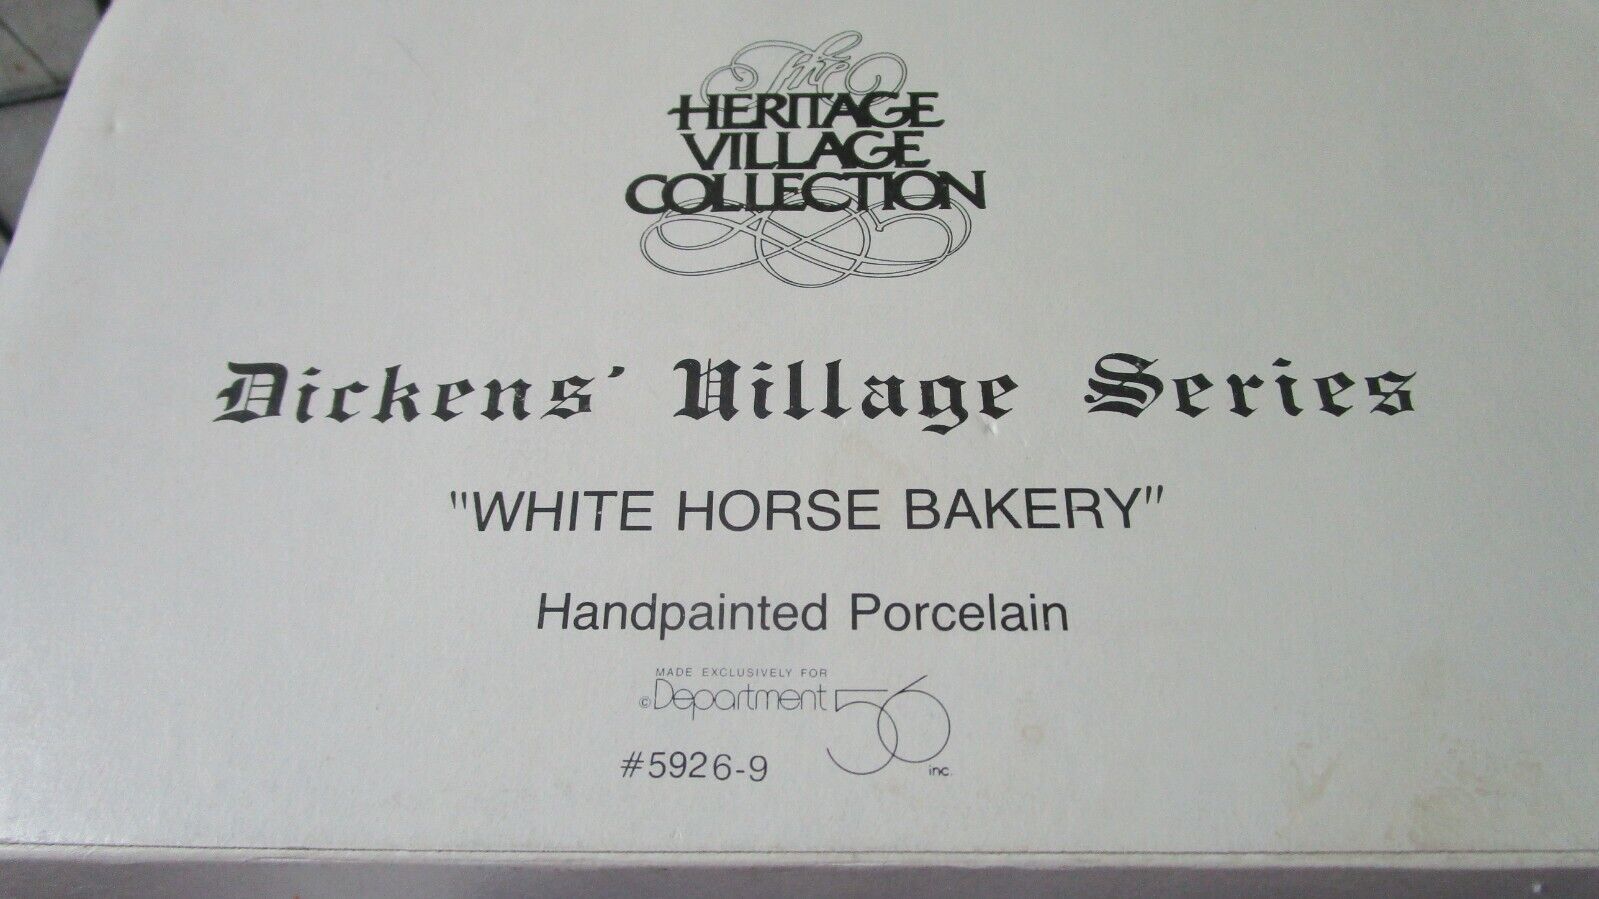 The
HERITAGE
VILLAGE
COLLECTION
Dickens' Village Series
"WHITE HORSE BAKERY"
Handpainted Porcelain
MADE EXCLUSIVELY FOR
©Department 56 inc.
#5926-9